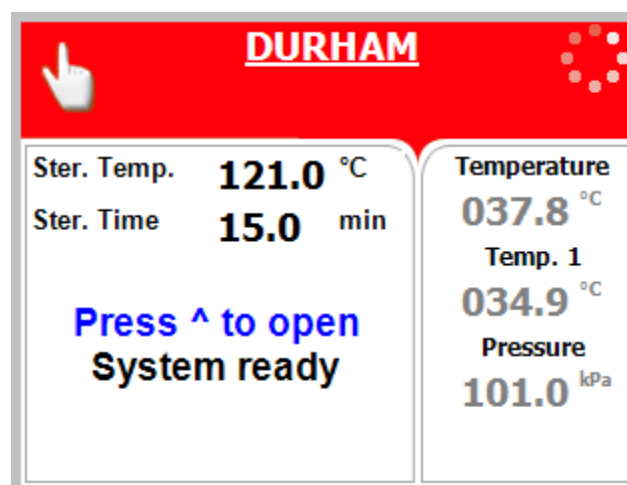 DURHAM
Ster. Temp. 121.0 °C
Ster. Time 15.0 min
Press ^ to open
System ready
Temperature
037.8 °C
Temp. 1
034.9 °C
Pressure
101.0 kPa